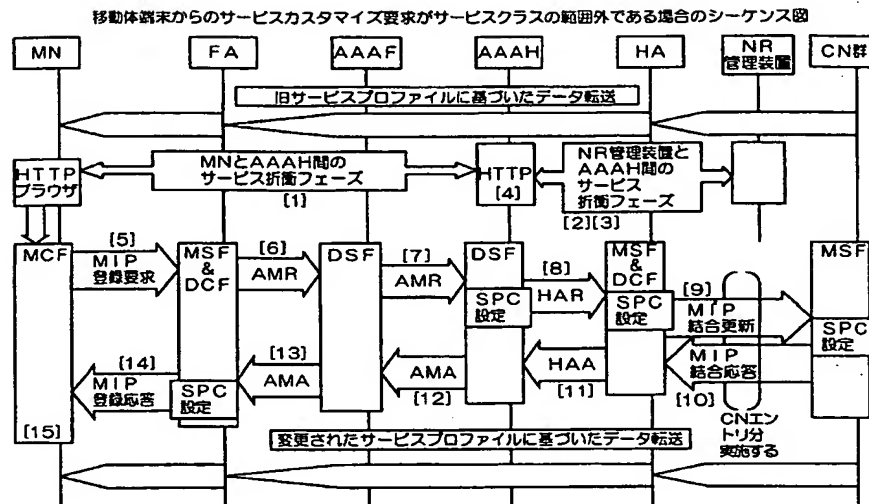 移動体端末からのサービスカスタマイズ要求がサービスクラスの範囲外である場合のシーケンス図
MN
FA
AAAF
AAAH
HA
NR
管理装置
CN群
旧サービスプロファイルに基づいたデータ転送
HTTP
ブラウザ
MNとAAAH間の
サービス折衝フェーズ
[1]
HTTP
[4]
NR管理装置と
AAAH間の
サービス
折衝フェーズ
[2][3]
MCF
[5]
MIP
登録要求
MSF
&
DCF
[6]
AMR
DSF
[7]
AMR
DSF
SPC
設定
[8]
HAR
MSF
&
DCF
SPC
設定
[9]
MIP
結合更新
MSF
SPC
設定
[14]
MIP
登録応答
SPC
設定
[13]
AMA
AMA
[12]
HAA
[11]
MIP
結合応答
[10]
[15]
CNエン
トリ分
実施する
変更されたサービスプロファイルに基づいたデータ転送